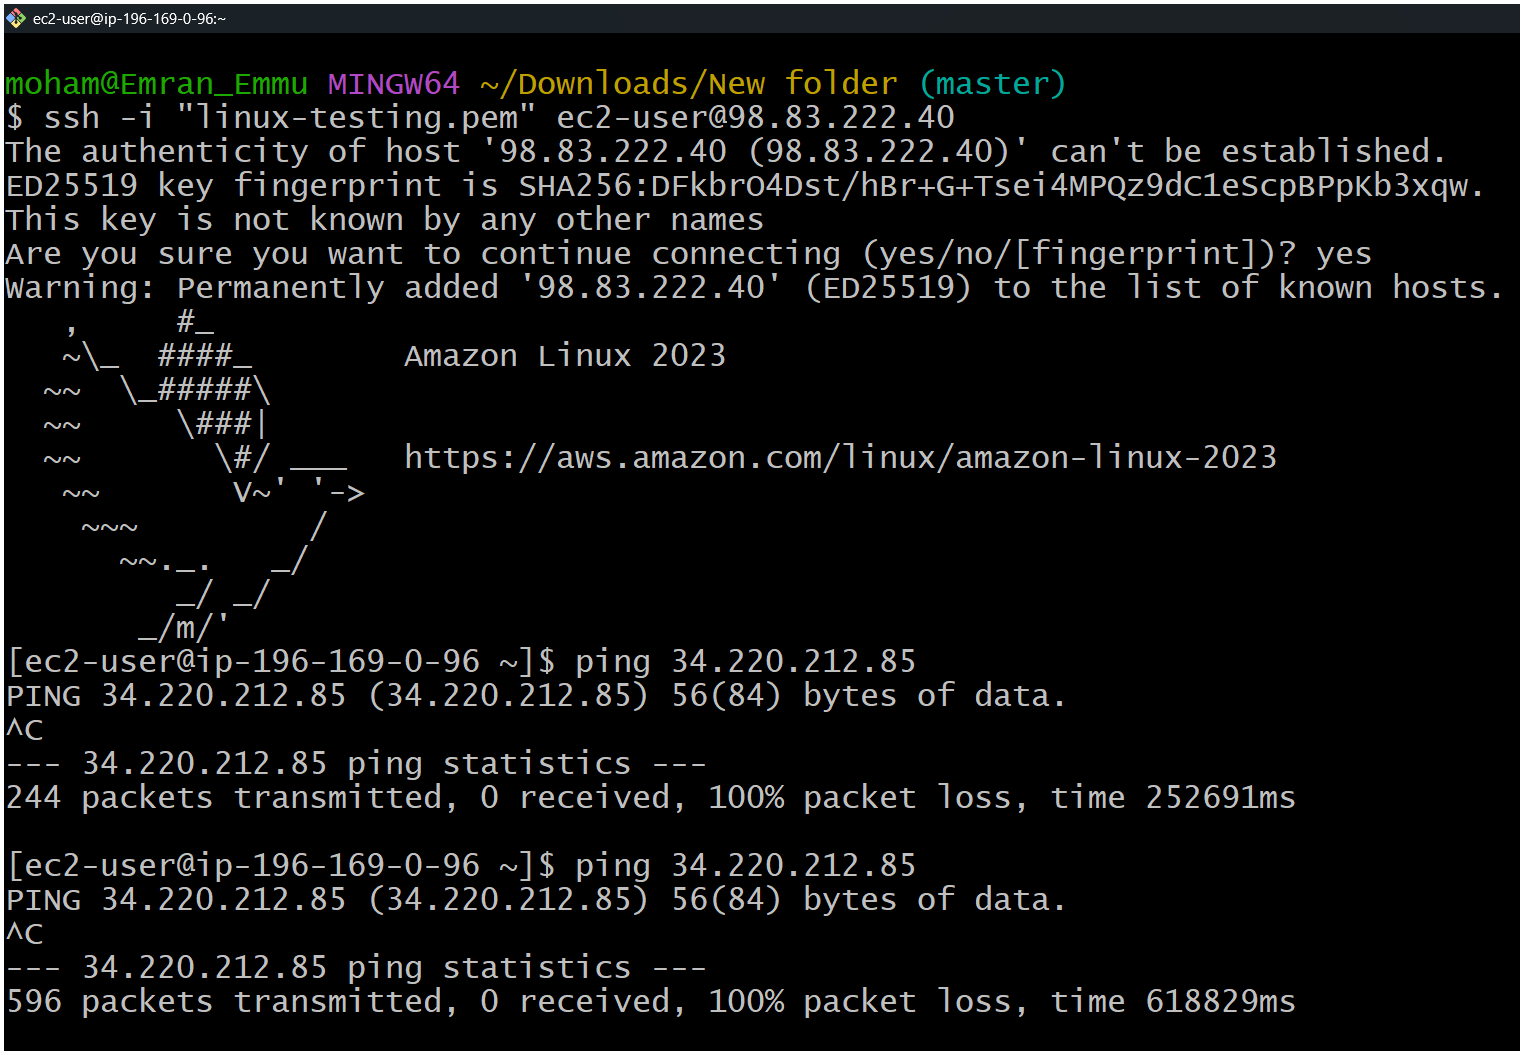 ec2-user@ip-196-169-0-96:~
moham@Emran_Emmu MINGW64 ~/Downloads/New folder (master)
$ ssh -i "linux-testing.pem" ec2-user@98.83.222.40
The authenticity of host '98.83.222.40 (98.83.222.40)' can't be established.
ED25519 key fingerprint is SHA256:DFkbrO4Dst/hBr+G+Tsei4MPQz9dC1eScpBPpKb3xqw.
This key is not known by any other names
Are you sure you want to continue connecting (yes/no/[fingerprint])? yes
Warning: Permanently added '98.83.222.40' (ED25519) to the list of known hosts.
   ,     #_
   ~\_  ####_        Amazon Linux 2023
  ~~  \_#####\
  ~~     \###|
  ~~       \#/ ___   https://aws.amazon.com/linux/amazon-linux-2023
   ~~       V~' '->
    ~~~         /
      ~~._.   _/
         _/ _/
       _/m/'
[ec2-user@ip-196-169-0-96 ~]$ ping 34.220.212.85
PING 34.220.212.85 (34.220.212.85) 56(84) bytes of data.
^C
--- 34.220.212.85 ping statistics ---
244 packets transmitted, 0 received, 100% packet loss, time 252691ms
[ec2-user@ip-196-169-0-96 ~]$ ping 34.220.212.85
PING 34.220.212.85 (34.220.212.85) 56(84) bytes of data.
^C
--- 34.220.212.85 ping statistics ---
596 packets transmitted, 0 received, 100% packet loss, time 618829ms